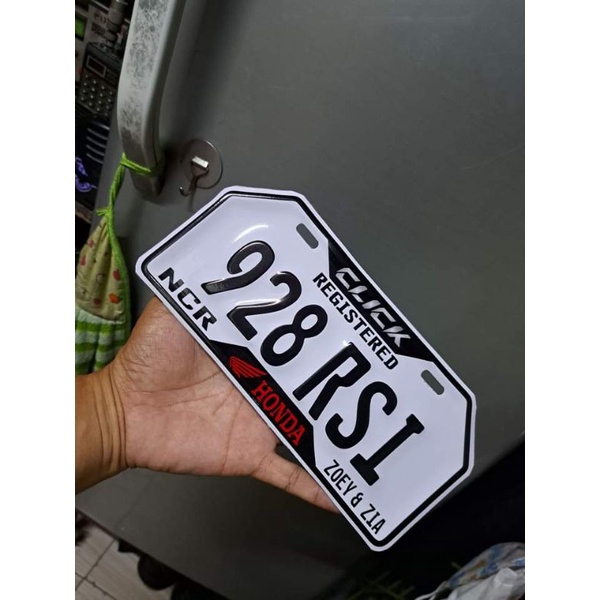 CLICK
REGISTERED
928 RSI
NCR
HONDA
ZOEY & ZIA